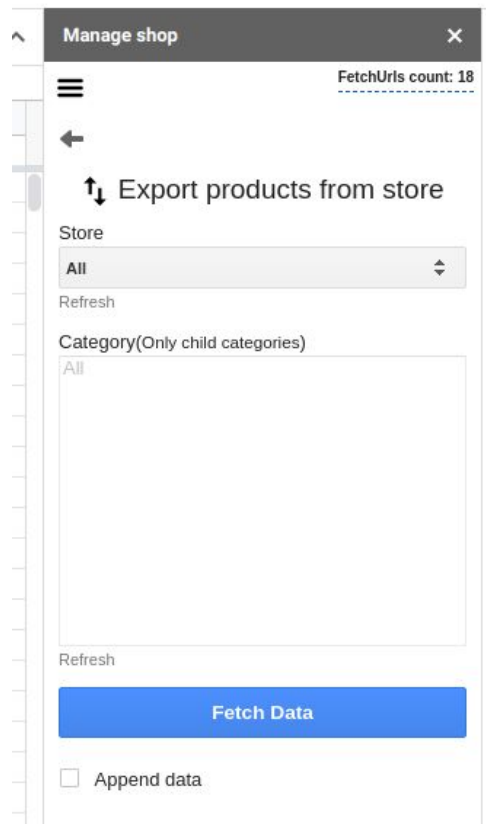 Manage shop
FetchUrls count: 18
Export products from store
Store
All
Refresh
Category(Only child categories)
All
Refresh
Fetch Data
Append data